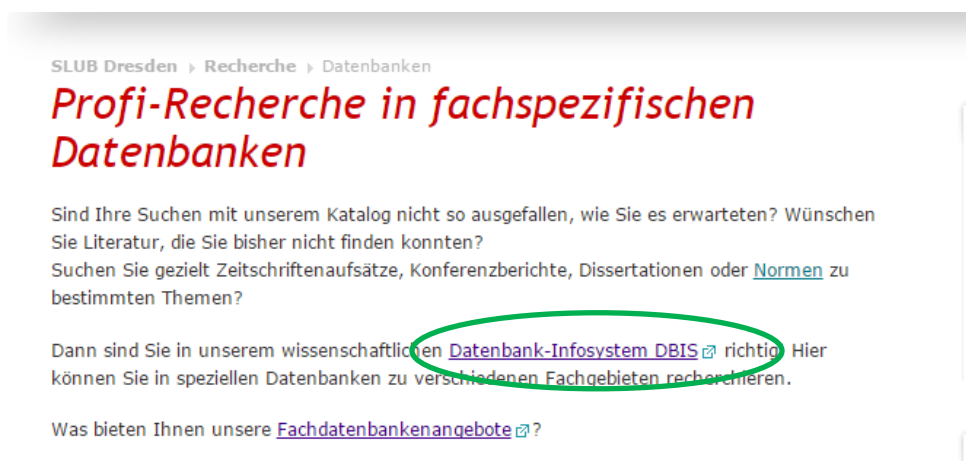 SLUB Dresden › Recherche › Datenbanken
Profi-Recherche in fachspezifischen
Datenbanken
Sind Ihre Suchen mit unserem Katalog nicht so ausgefallen, wie Sie es erwarteten? Wünschen
Sie Literatur, die Sie bisher nicht finden konnten?
Suchen Sie gezielt Zeitschriftenaufsätze, Konferenzberichte, Dissertationen oder Normen zu
bestimmten Themen?
Dann sind Sie in unserem wissenschaftlichen Datenbank-Infosystem DBIS richtig. Hier
können Sie in speziellen Datenbanken zu verschiedenen Fachgebieten recherchieren.
Was bieten Ihnen unsere Fachdatenbankenangebote?